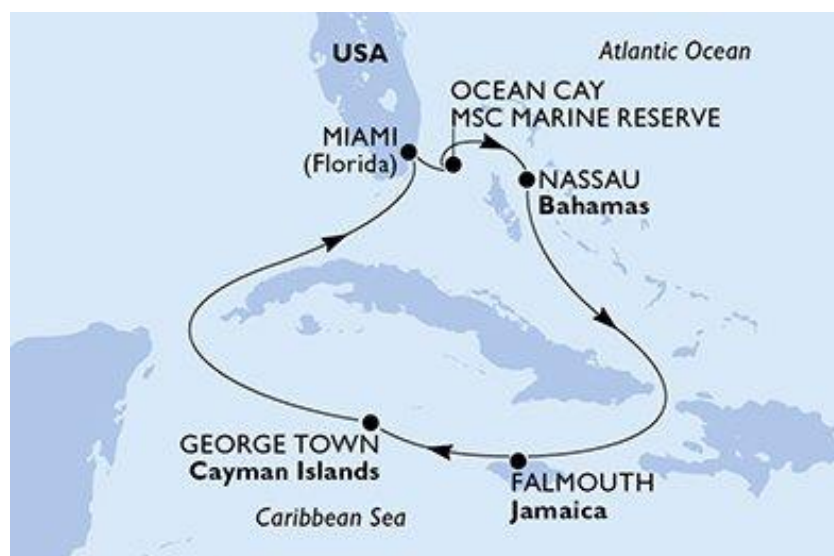 USA
Atlantic Ocean
OCEAN CAY
MSC MARINE RESERVE
MIAMI
(Florida)
NASSAU
Bahamas
GEORGE TOWN
Cayman Islands
FALMOUTH
Jamaica
Caribbean Sea